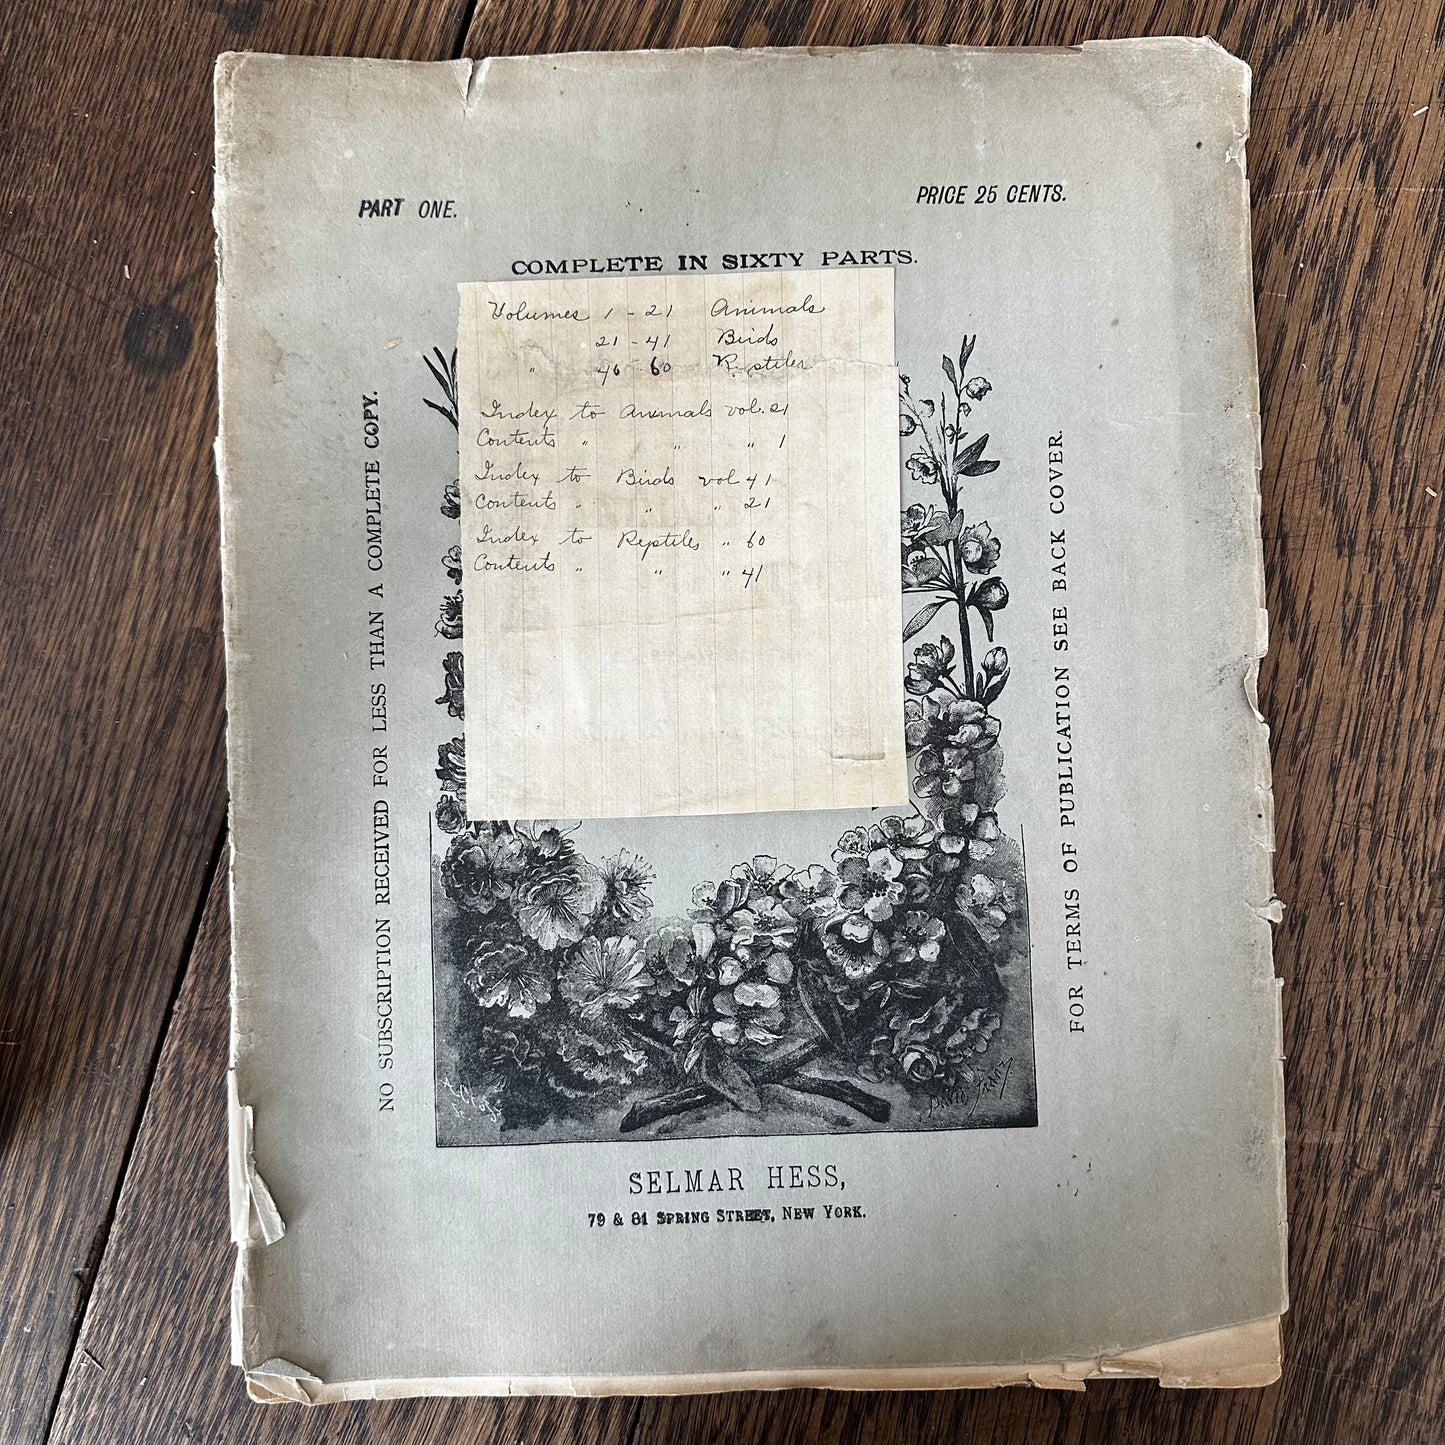 PART ONE.
PRICE 25 CENTS.
COMPLETE IN SIXTY PARTS.
Volumes 1 - 21 Animals
21 - 41 Birds
" 40 - 60 Reptiles
Index to Animals vol. 21
Contents " " " 1
Index to Birds vol 41
Contents " " " 21
Index to Reptiles " 60
Contents " " " 41
NO SUBSCRIPTION RECEIVED FOR LESS THAN A COMPLETE COPY.
FOR TERMS OF PUBLICATION SEE BACK COVER.
SELMAR HESS,
79 & 81 SPRING STREET, NEW YORK.